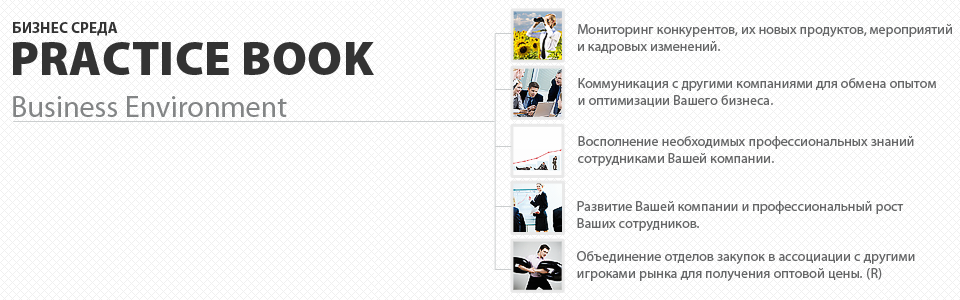 БИЗНЕС СРЕДА
PRACTICE BOOK
Business Environment
Мониторинг конкурентов, их новых продуктов, мероприятий
и кадровых изменений.
Коммуникация с другими компаниями для обмена опытом
и оптимизации Вашего бизнеса.
Восполнение необходимых профессиональных знаний
сотрудниками Вашей компании.
Развитие Вашей компании и профессиональный рост
Ваших сотрудников.
Объединение отделов закупок в ассоциации с другими
игроками рынка для получения оптовой цены. (R)